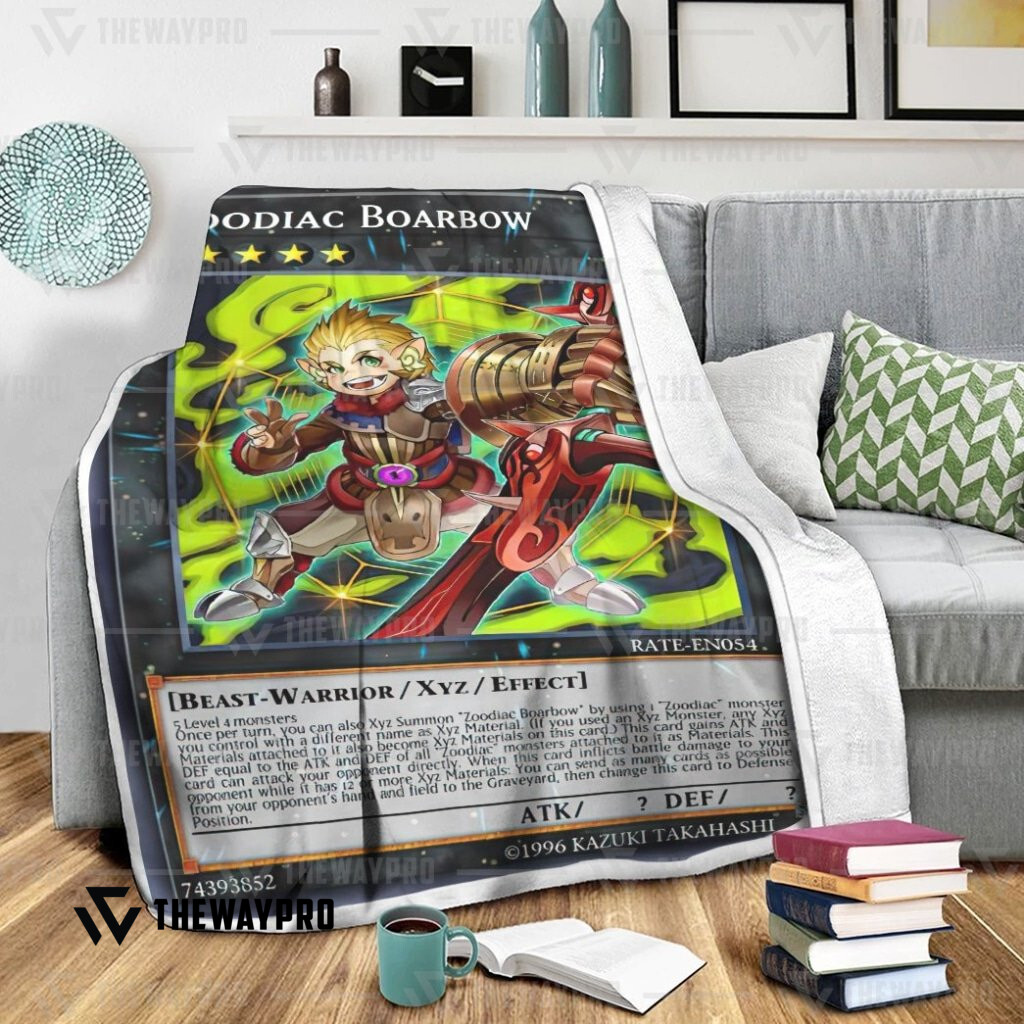 THEWAYPRO
OODIAC BOARBOW
RATE-EN054
[BEAST-WARRIOR / XYZ / EFFECT]
5 Level 4 monsters
Once per turn, you can also Xyz Summon "Zoodiac Boarbow" by using 1 "Zoodiac" monster
you control with a different name as Xyz Material. (If you used an Xyz Monster, any Xyz
Materials attached to it also become Xyz Materials on this card.) This card gains ATK and
DEF equal to the ATK and DEF of all "Zoodiac" monsters attached to it as Materials. This
card can attack your opponent directly. When this card inflicts battle damage to your
opponent while it has 12 or more Xyz Materials: You can send as many cards as possible
from your opponent's hand and field to the Graveyard, then change this card to Defense
Position.
ATK/ ? DEF/ ?
©1996 KAZUKI TAKAHASHI
74393852
THEWAYPRO